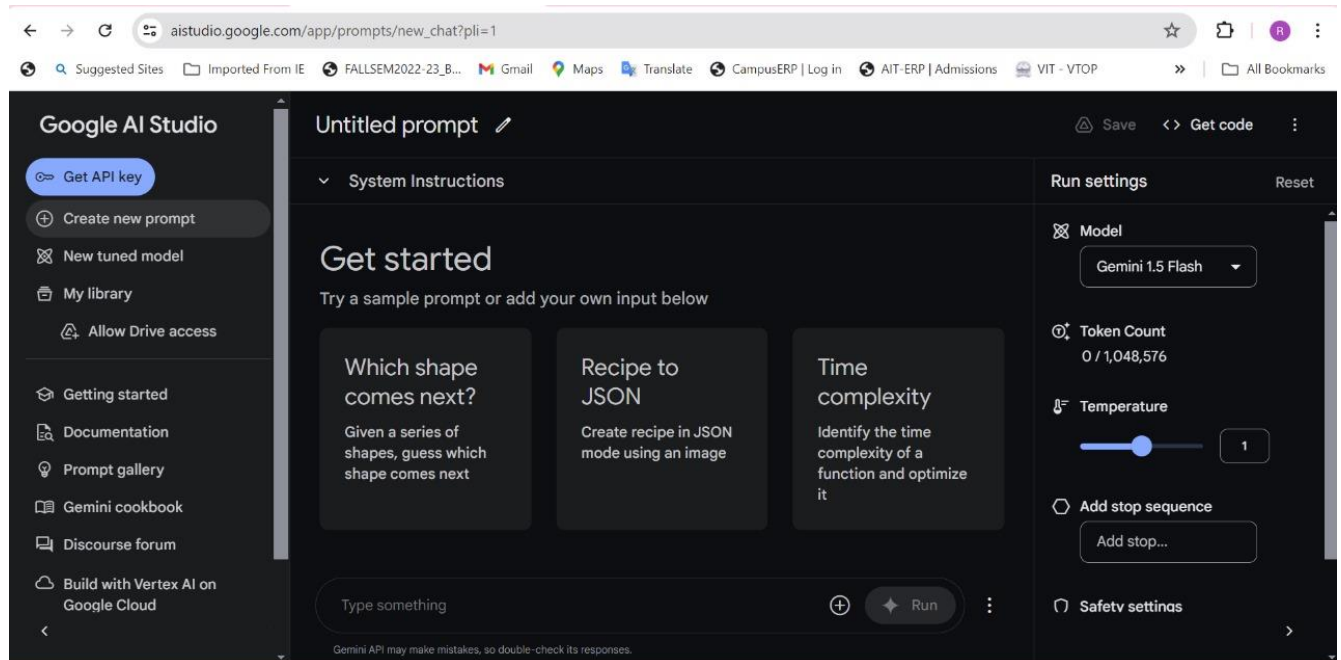 aistudio.google.com/app/prompts/new_chat?pli=1
R
Suggested Sites Imported From IE FALLSEM2022-23_B... Gmail Maps Translate CampusERP | Log in AIT-ERP | Admissions VIT - VTOP » All Bookmarks
Google AI Studio
Get API key
Create new prompt
New tuned model
My library
Allow Drive access
Getting started
Documentation
Prompt gallery
Gemini cookbook
Discourse forum
Build with Vertex AI on
Google Cloud
Untitled prompt
Save <> Get code
System Instructions
Get started
Try a sample prompt or add your own input below
Which shape
comes next?
Given a series of
shapes, guess which
shape comes next
Recipe to
JSON
Create recipe in JSON
mode using an image
Time
complexity
Identify the time
complexity of a
function and optimize
it
Type something
Run
Gemini API may make mistakes, so double-check its responses.
Run settings Reset
Model
Gemini 1.5 Flash
Token Count
0 / 1,048,576
Temperature
1
Add stop sequence
Add stop...
Safety settings